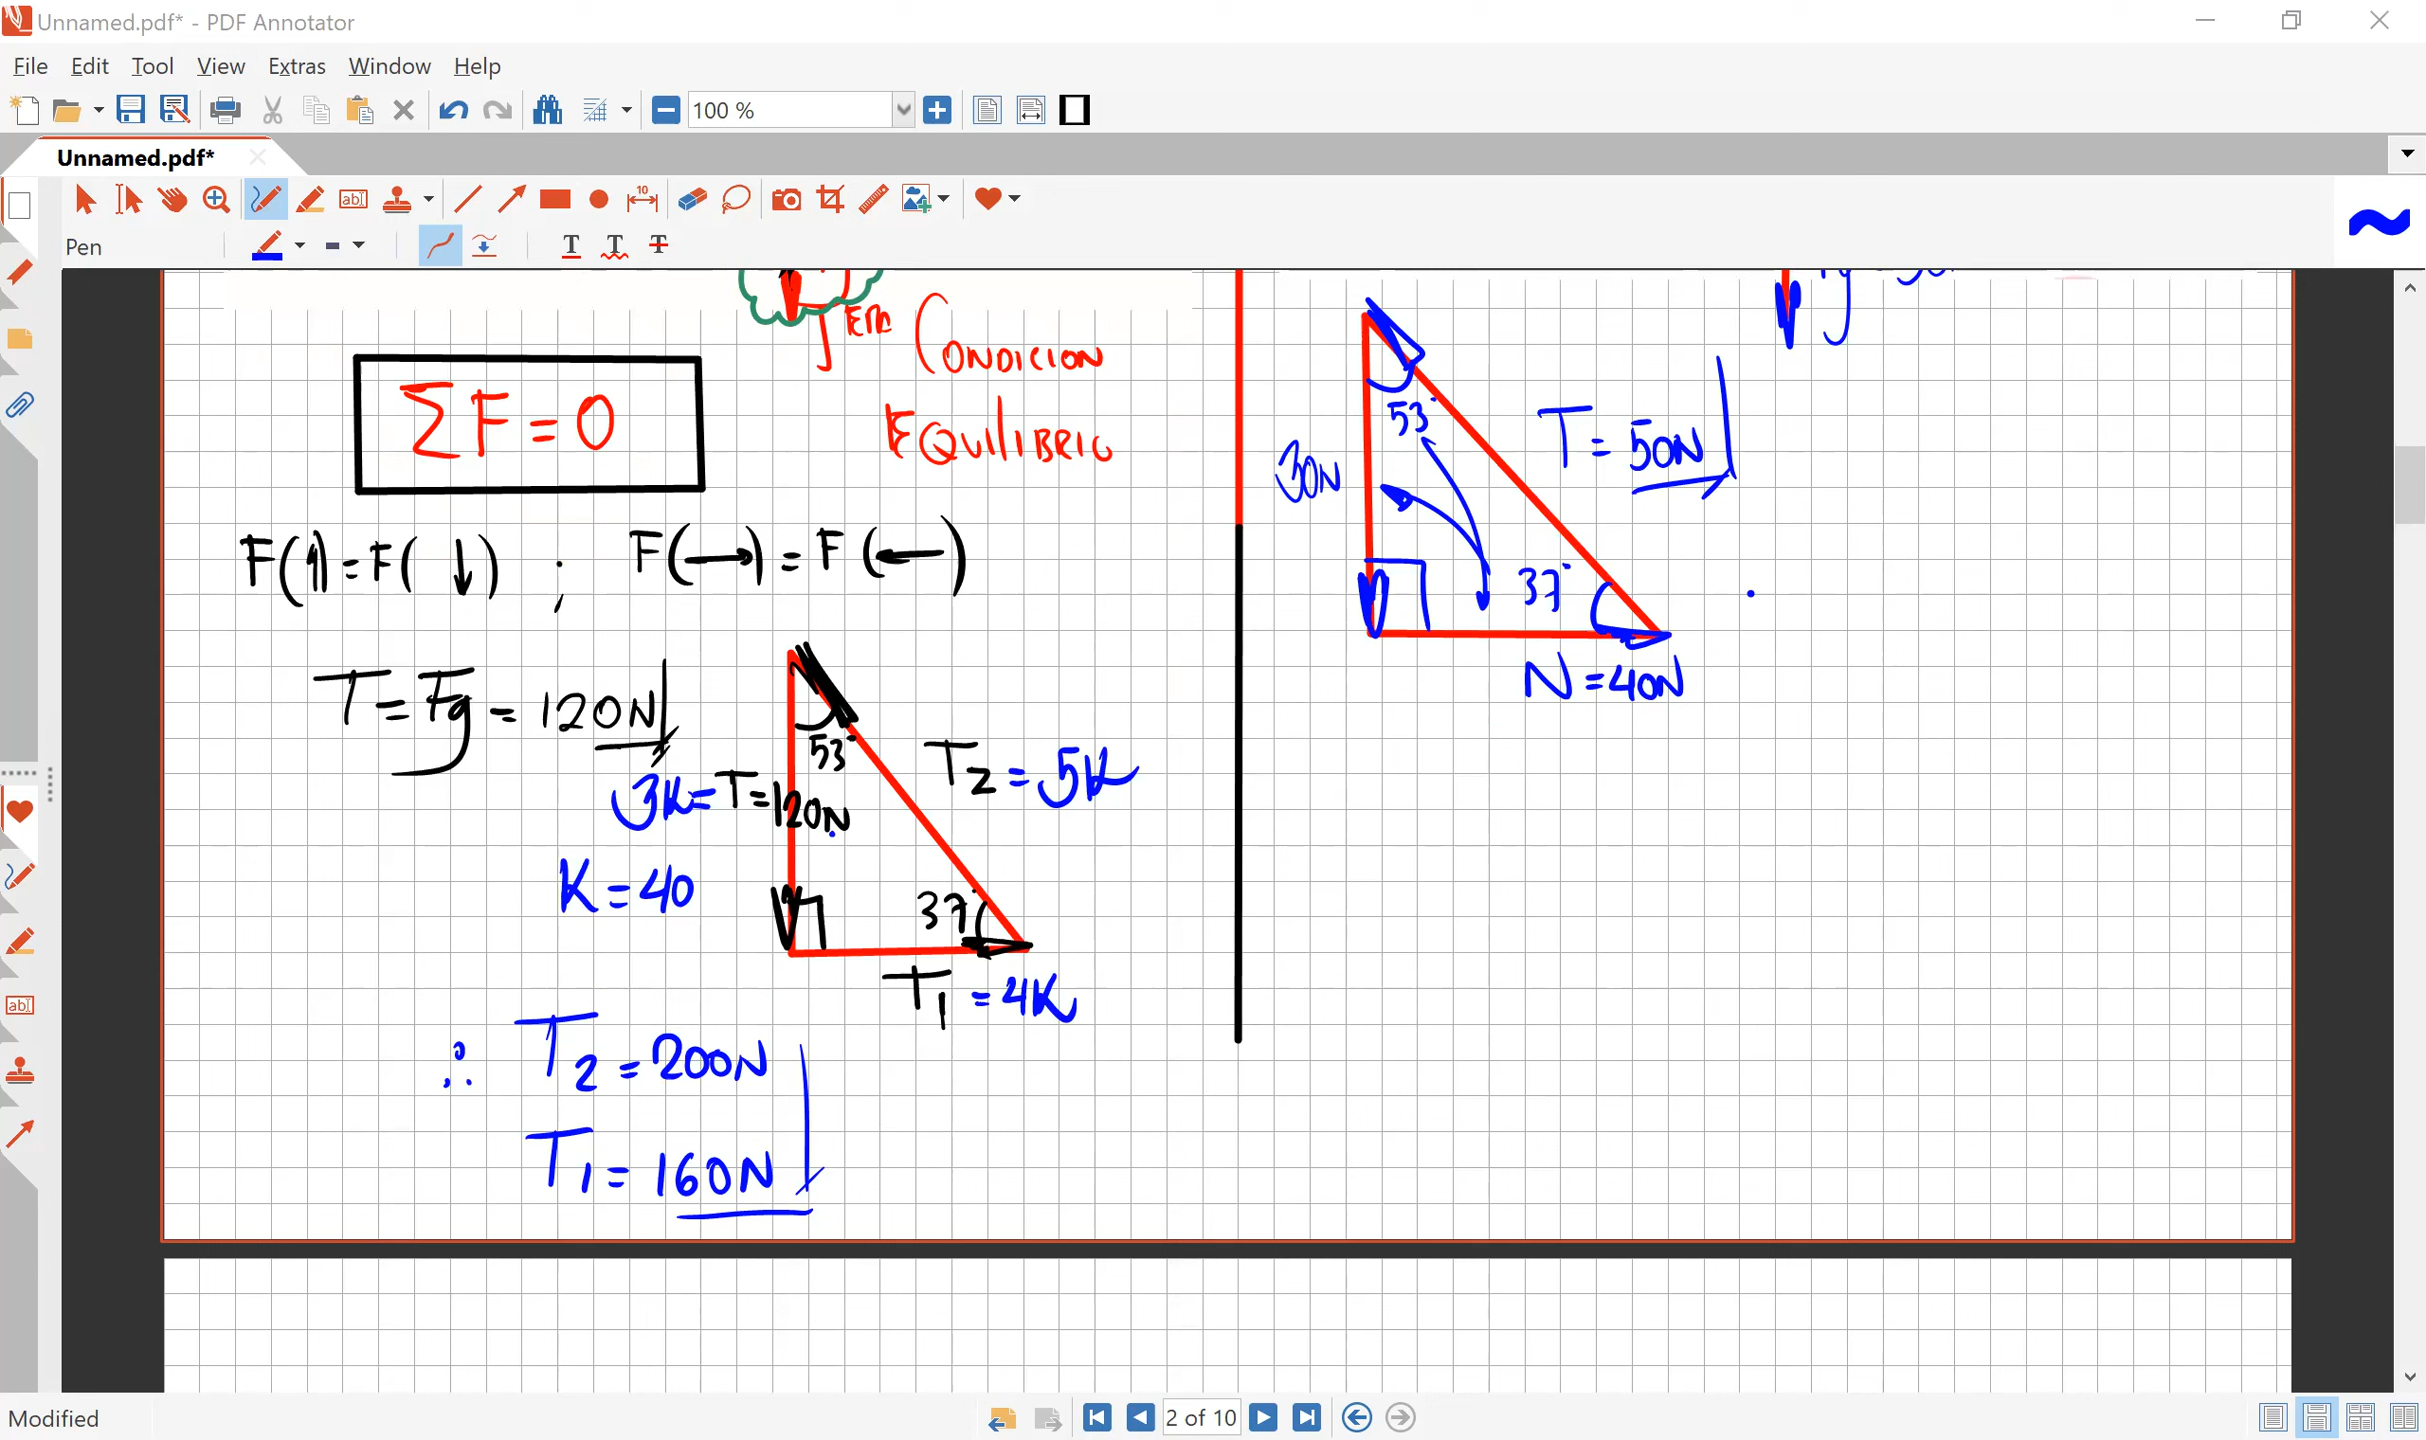 Unnamed.pdf* - PDF Annotator
File Edit Tool View Extras Window Help
100 %
Unnamed.pdf*
Pen
CONDICION
EQUILIBRIO
ΣF = 0
F(↑) = F(↓) ; F(→) = F(←)
T = Fg = 120N
53°
T2 = 5K
3K = T = 120N
K = 40
37°
T1 = 4K
∴ T2 = 200N
T1 = 160N
53°
T = 50N
30N
37°
N = 40N
Modified
2 of 10